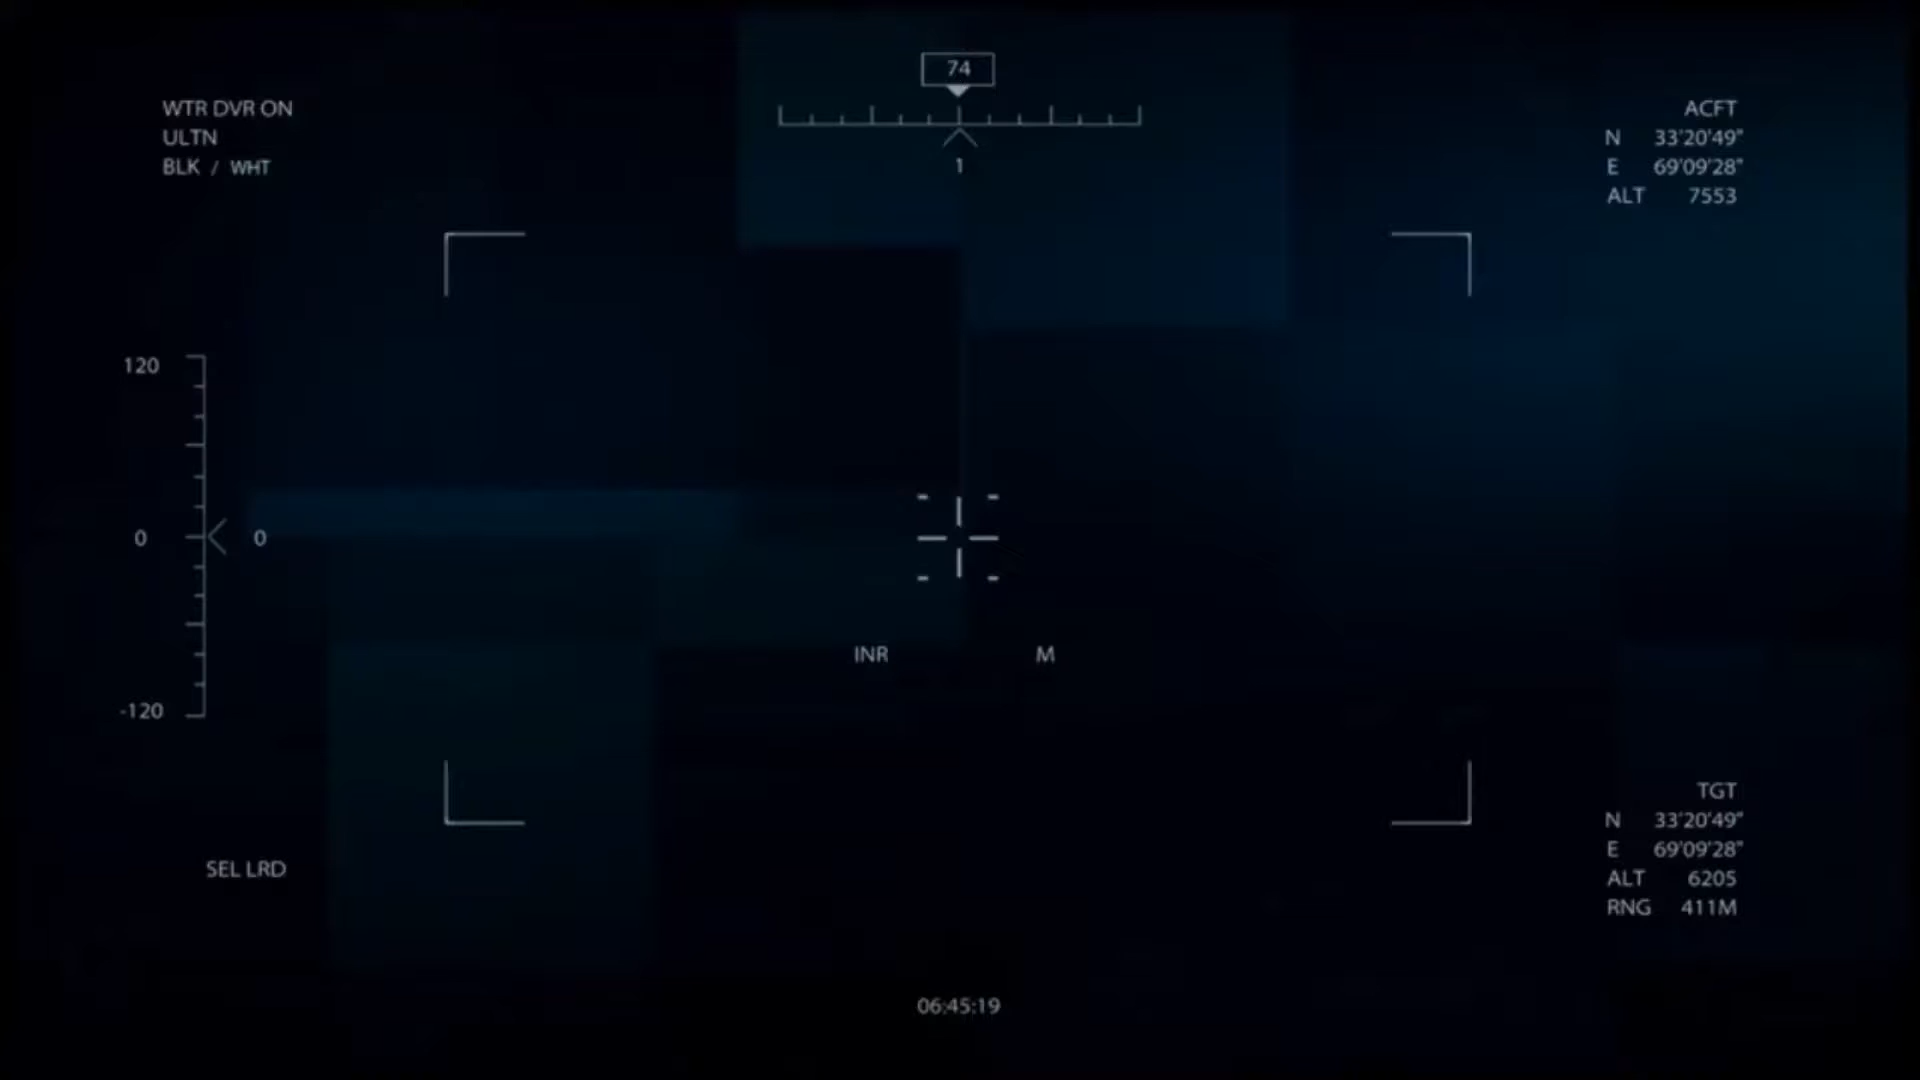 74
WTR DVR ON
ULTN
BLK / WHT
1
ACFT
N 33'20'49"
E 69'09'28"
ALT 7553
120
0
0
-120
INR M
SEL LRD
TGT
N 33'20'49"
E 69'09'28"
ALT 6205
RNG 411M
06:45:19